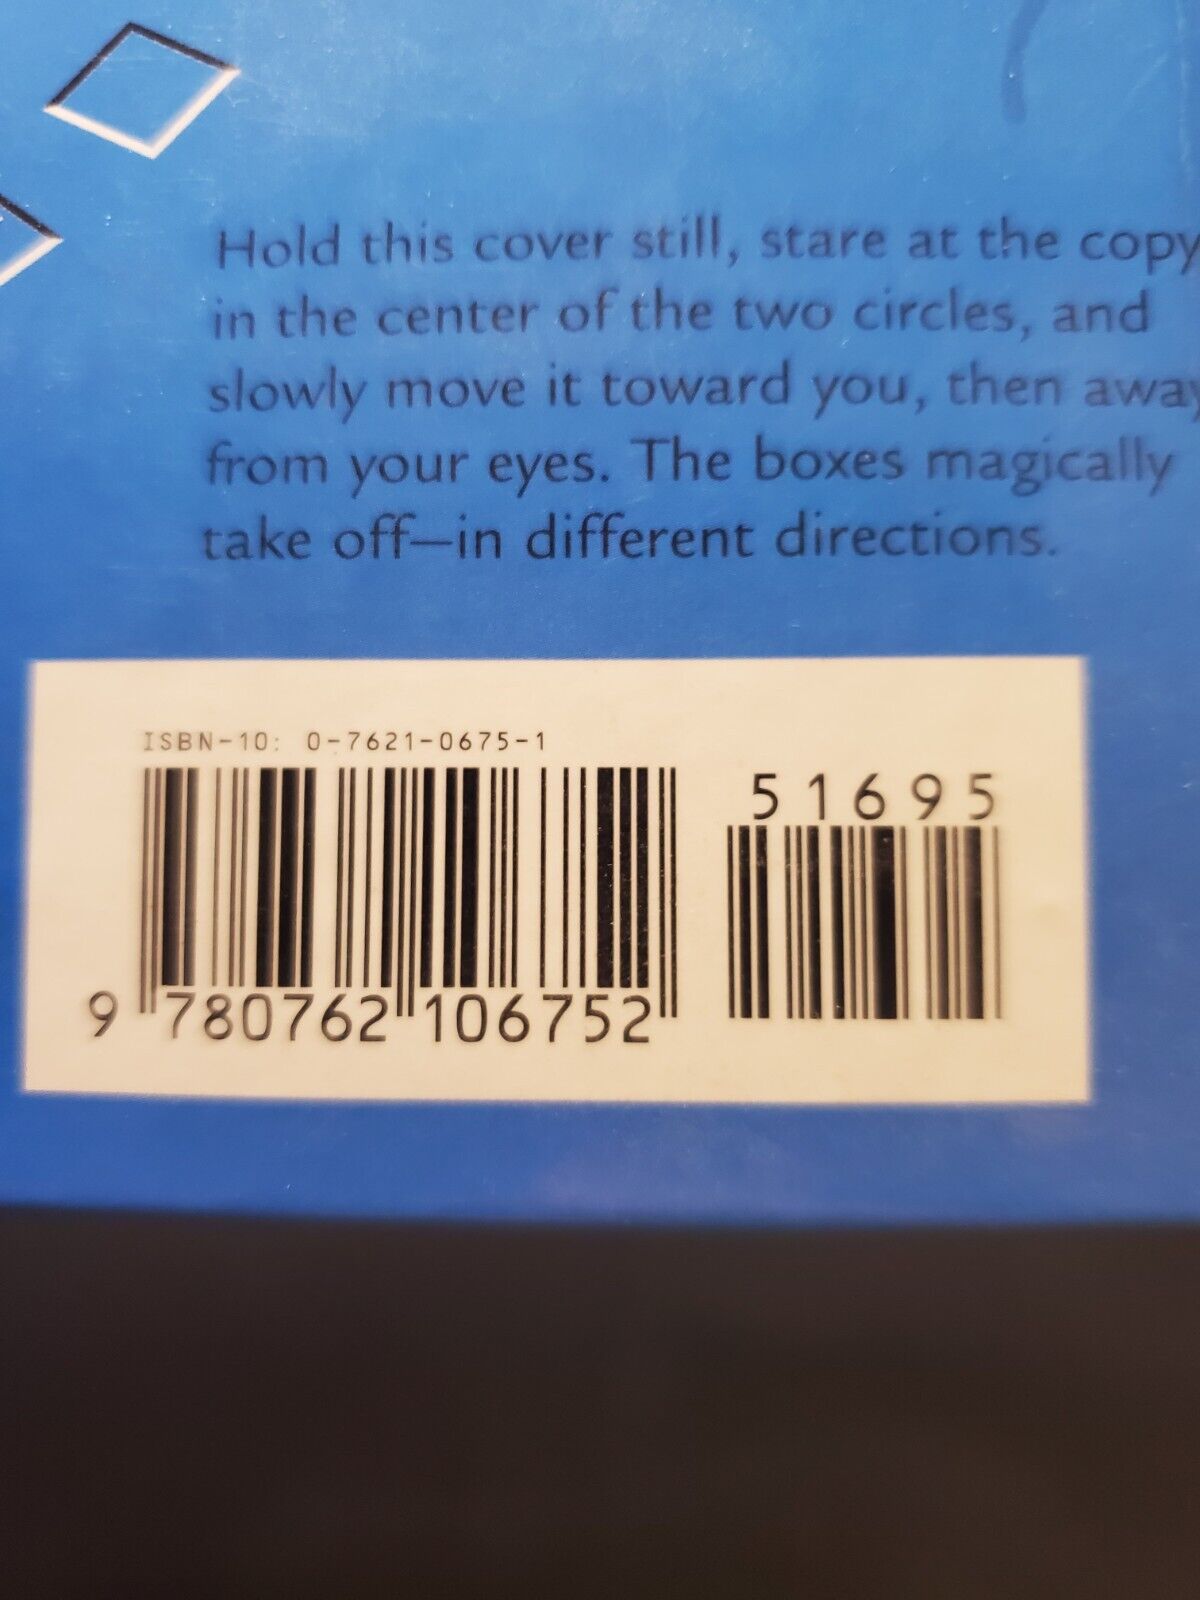 Hold this cover still, stare at the copy
in the center of the two circles, and
slowly move it toward you, then away
from your eyes. The boxes magically
take off—in different directions.
ISBN-10: 0-7621-0675-1
51695
9 780762 106752